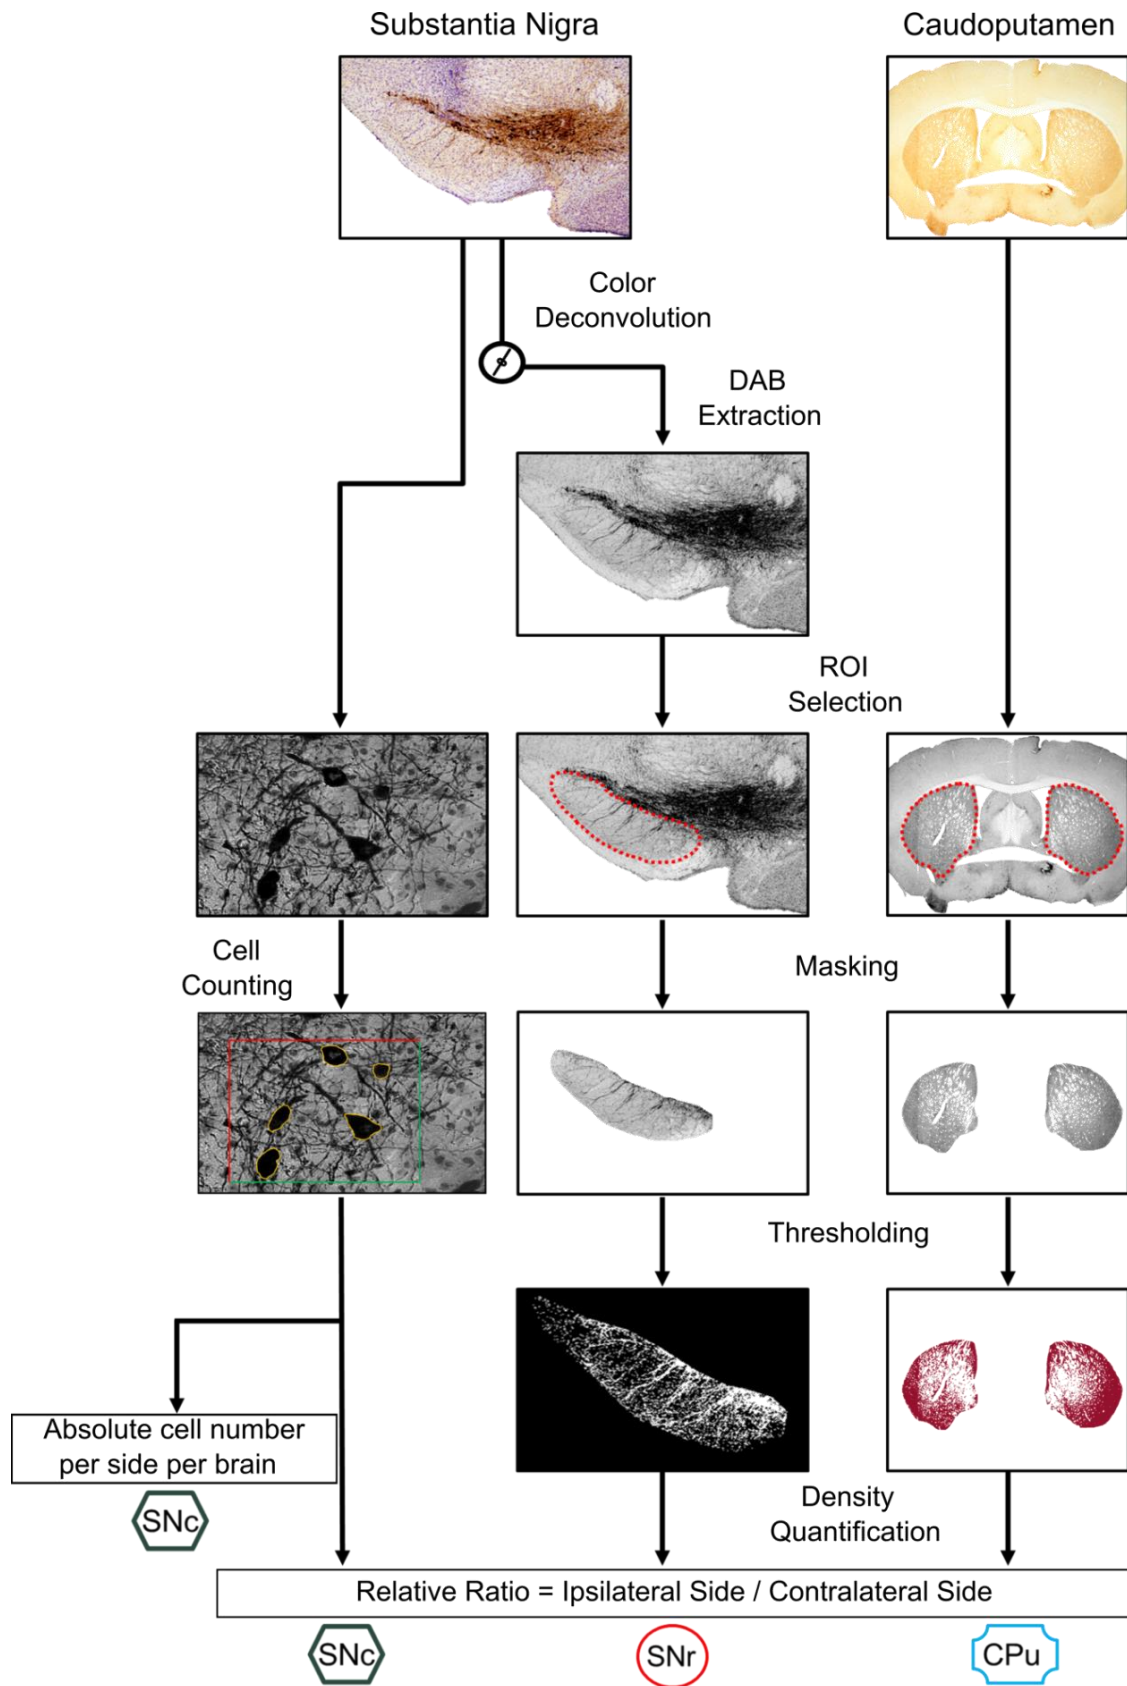 Substantia Nigra
Caudoputamen
Color
Deconvolution
DAB
Extraction
ROI
Selection
Cell
Counting
Masking
Thresholding
Absolute cell number
per side per brain
SNc
Density
Quantification
Relative Ratio = Ipsilateral Side / Contralateral Side
SNc
SNr
CPu